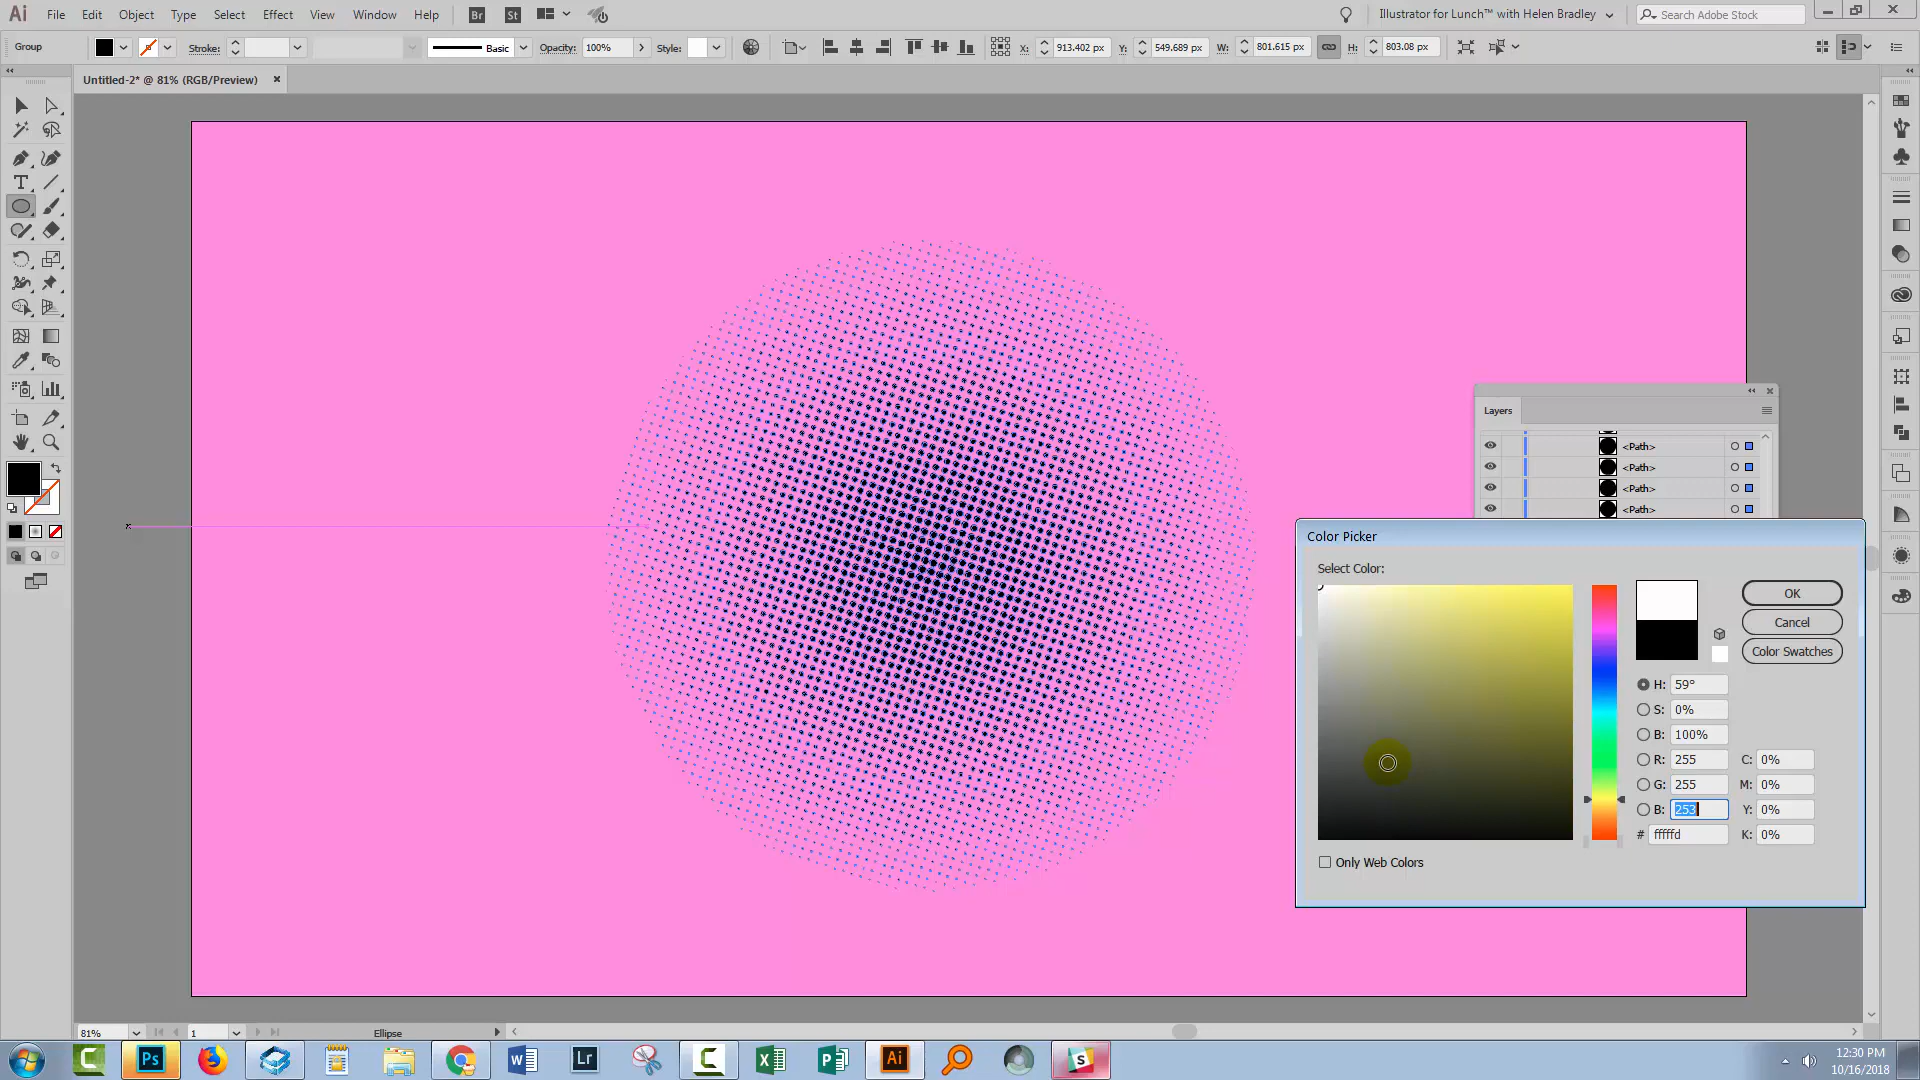 Ai File Edit Object Type Select Effect View Window Help Br St Illustrator for Lunch™ with Helen Bradley Search Adobe Stock
Group Stroke: Basic Opacity: 100% Style: X: 913.402 px Y: 549.689 px W: 801.615 px H: 803.08 px
Untitled-2* @ 81% (RGB/Preview)
Layers
<Path>
<Path>
<Path>
<Path>
Color Picker
Select Color:
OK
Cancel
Color Swatches
H: 59°
S: 0%
B: 100%
R: 255 C: 0%
G: 255 M: 0%
B: 253 Y: 0%
# fffffd K: 0%
Only Web Colors
81% 1 Ellipse
Ps W Lr X P Ai S
12:30 PM
10/16/2018